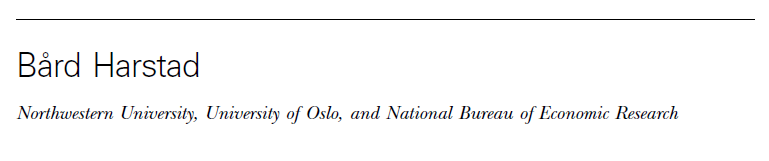 Bård Harstad
Northwestern University, University of Oslo, and National Bureau of Economic Research